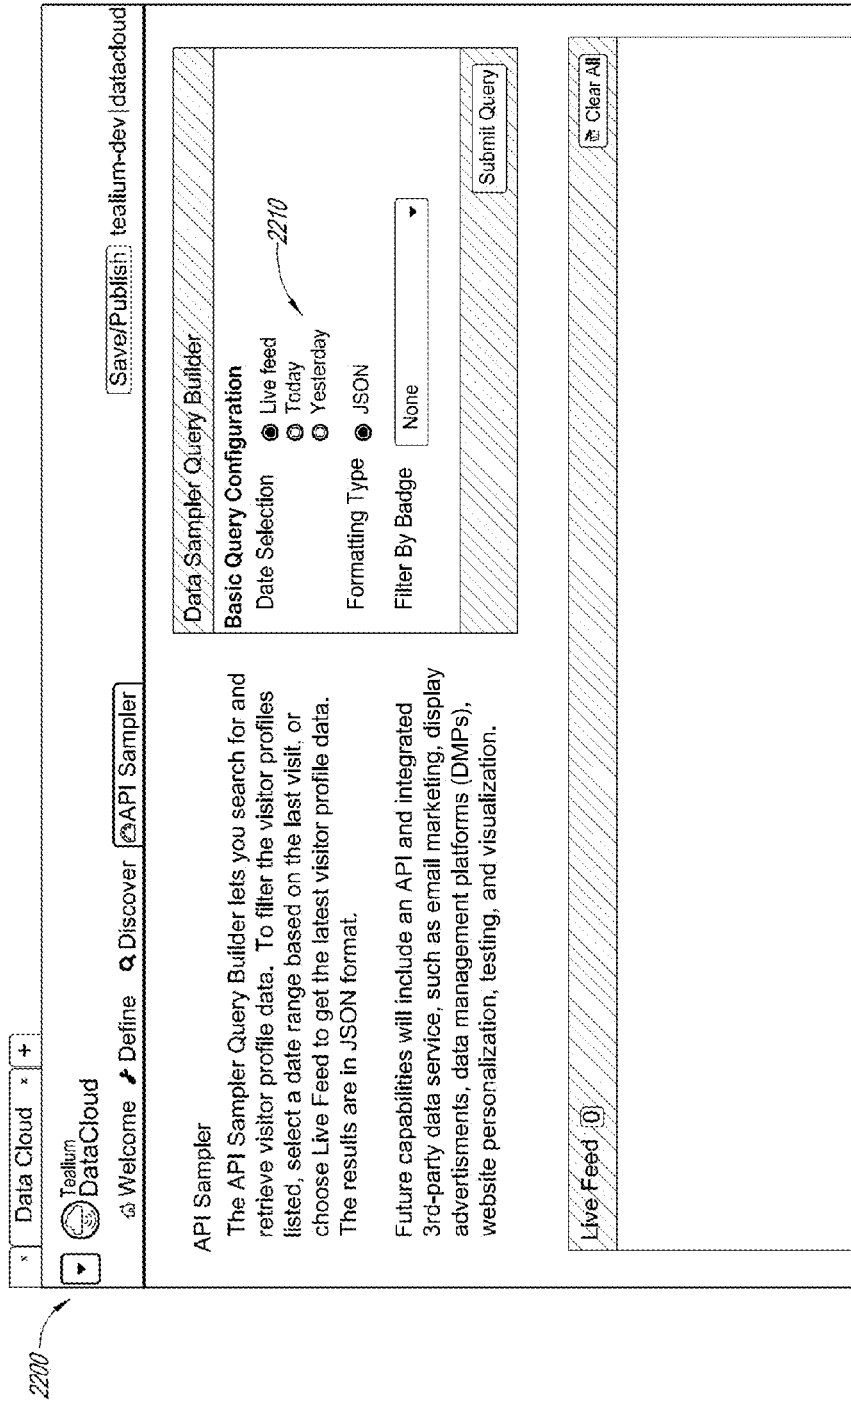 2200
Data Cloud
+
Tealium
DataCloud
Welcome Define Discover API Sampler
Save/Publish tealium-dev|datacloud
API Sampler
The API Sampler Query Builder lets you search for and
retrieve visitor profile data. To filter the visitor profiles
listed, select a date range based on the last visit, or
choose Live Feed to get the latest visitor profile data.
The results are in JSON format.
Future capabilities will include an API and integrated
3rd-party data service, such as email marketing, display
advertisments, data management platforms (DMPs),
website personalization, testing, and visualization.
Data Sampler Query Builder
Basic Query Configuration
Date Selection Live feed
Today
Yesterday
2210
Formatting Type JSON
Filter By Badge None
Submit Query
Live Feed 0
Clear All